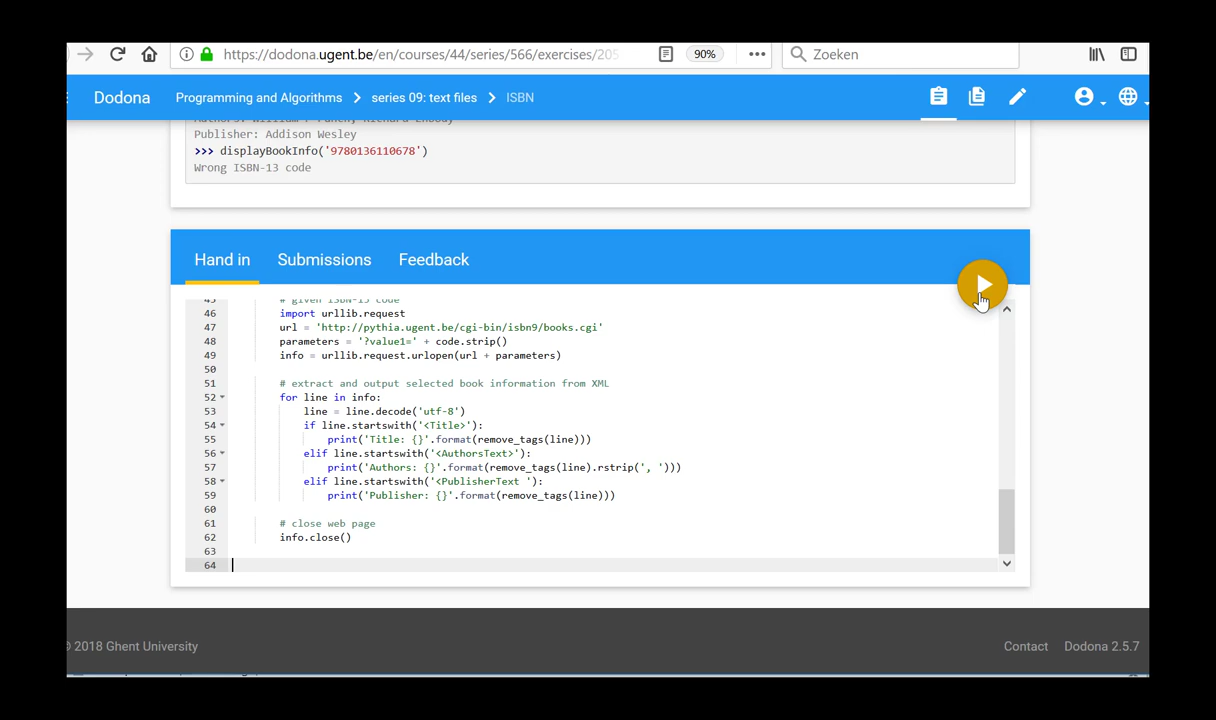 https://dodona.ugent.be/en/courses/44/series/566/exercises/205
90%
Zoeken
Dodona
Programming and Algorithms > series 09: text files > ISBN
Publisher: Addison Wesley
>>> displayBookInfo('9780136110678')
Wrong ISBN-13 code
Hand in
Submissions
Feedback
45 # given ISBN-13 code
46 import urllib.request
47 url = 'http://pythia.ugent.be/cgi-bin/isbn9/books.cgi'
48 parameters = '?value1=' + code.strip()
49 info = urllib.request.urlopen(url + parameters)
50
51 # extract and output selected book information from XML
52 for line in info:
53 line = line.decode('utf-8')
54 if line.startswith('<Title>'):
55 print('Title: {}'.format(remove_tags(line)))
56 elif line.startswith('<AuthorsText>'):
57 print('Authors: {}'.format(remove_tags(line).rstrip(', ')))
58 elif line.startswith('<PublisherText '):
59 print('Publisher: {}'.format(remove_tags(line)))
60
61 # close web page
62 info.close()
63
64
2018 Ghent University
Contact
Dodona 2.5.7